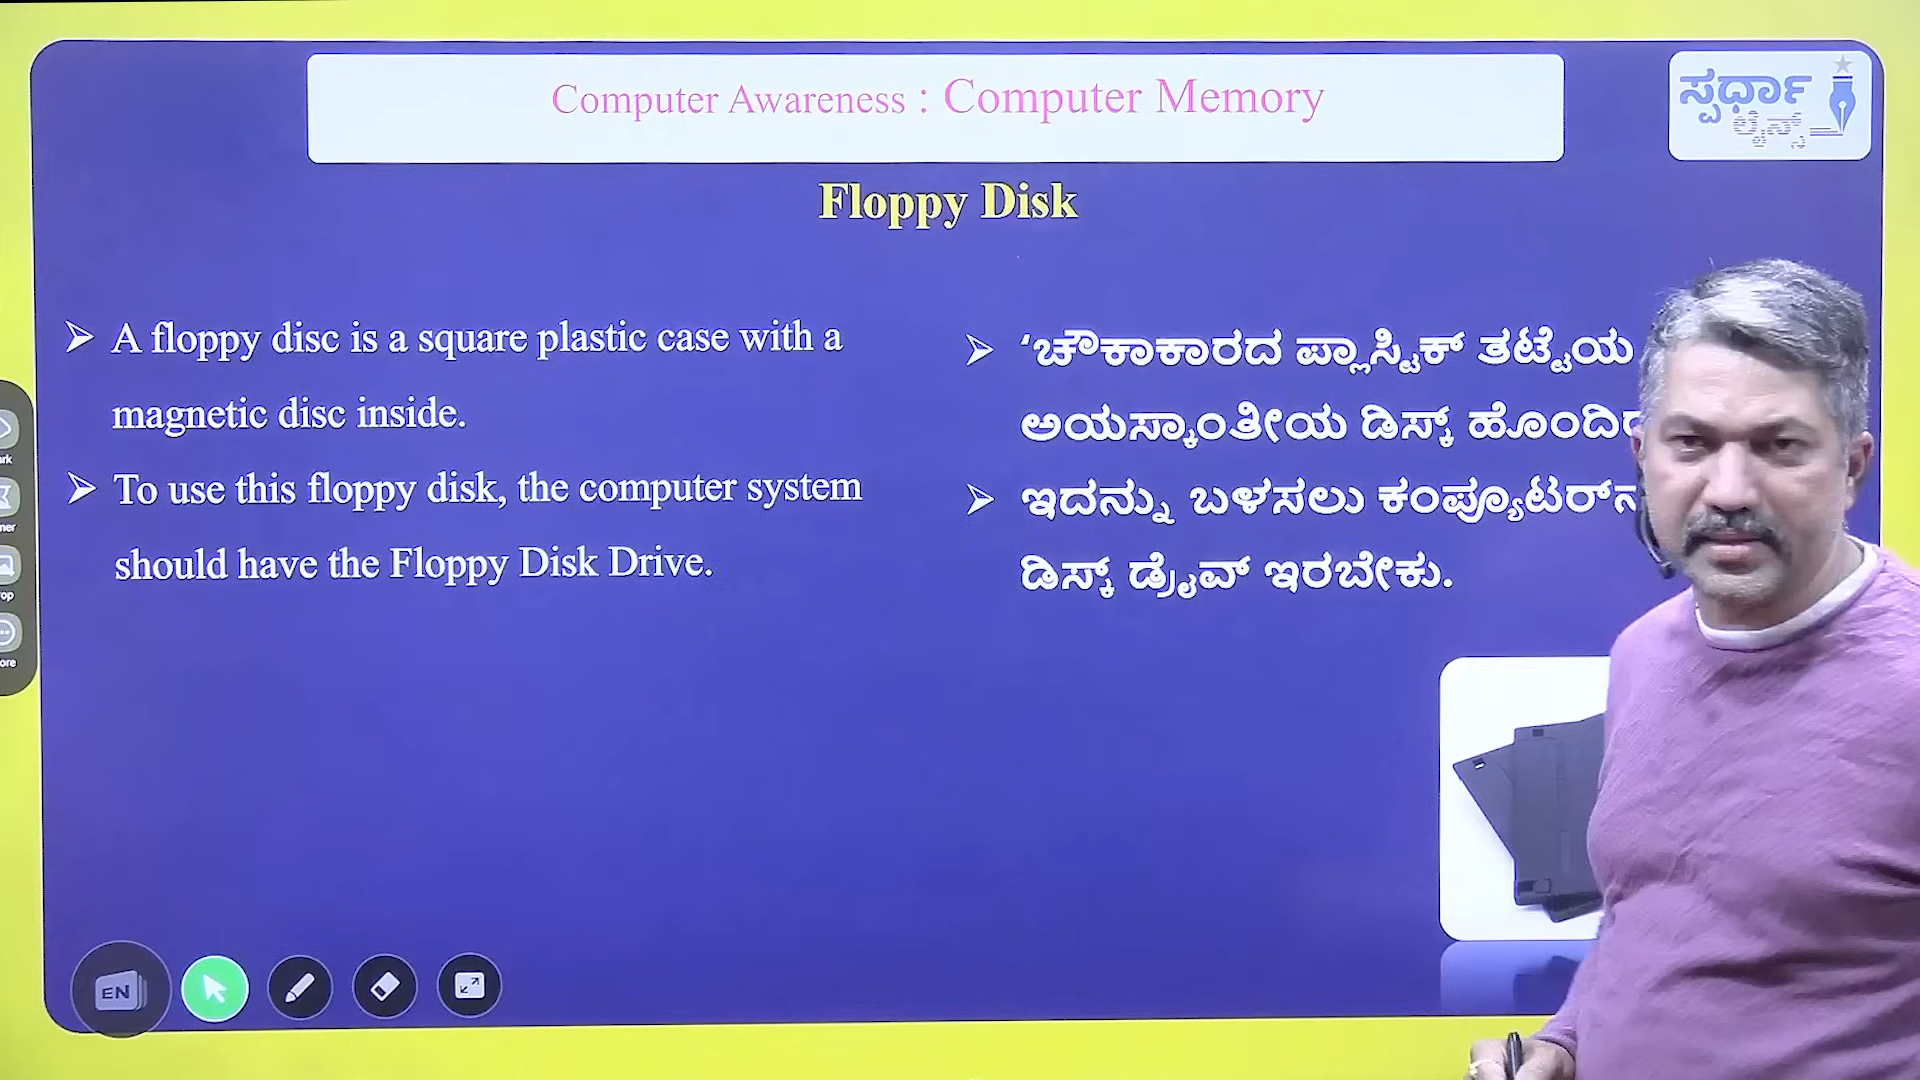 Computer Awareness : Computer Memory
ಸ್ಪರ್ಧಾ
Floppy Disk
➢ A floppy disc is a square plastic case with a
magnetic disc inside.
➢ To use this floppy disk, the computer system
should have the Floppy Disk Drive.
➢ ‘ಚೌಕಾಕಾರದ ಪ್ಲಾಸ್ಟಿಕ್ ತಟ್ಟೆಯ
ಅಯಸ್ಕಾಂತೀಯ ಡಿಸ್ಕ್
➢ ಇದನ್ನು ಬಳಸಲು
ಡಿಸ್ಕ್ ಡ್ರೈವ್ ಇರಬೇಕು.
EN